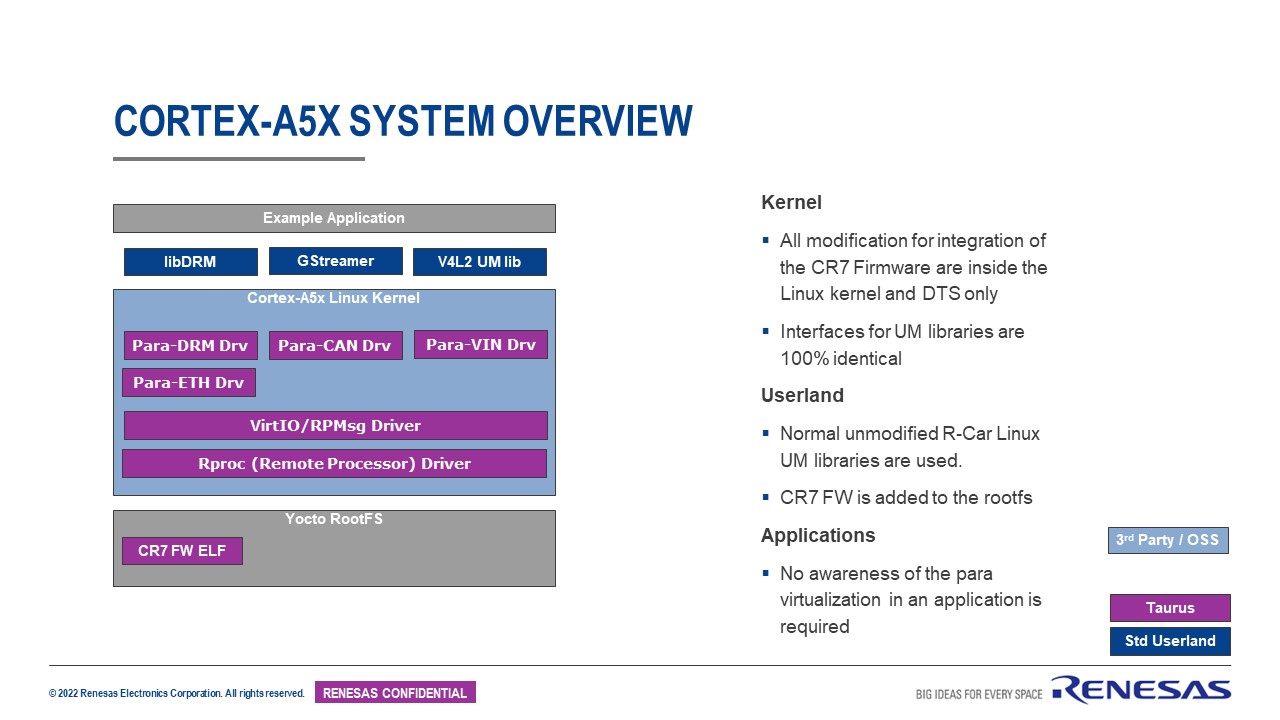 CORTEX-A5X SYSTEM OVERVIEW
Example Application
libDRM
GStreamer
V4L2 UM lib
Cortex-A5x Linux Kernel
Para-DRM Drv
Para-CAN Drv
Para-VIN Drv
Para-ETH Drv
VirtIO/RPMsg Driver
Rproc (Remote Processor) Driver
Yocto RootFS
CR7 FW ELF
Kernel
▪ All modification for integration of
the CR7 Firmware are inside the
Linux kernel and DTS only
▪ Interfaces for UM libraries are
100% identical
Userland
▪ Normal unmodified R-Car Linux
UM libraries are used.
▪ CR7 FW is added to the rootfs
Applications
▪ No awareness of the para
virtualization in an application is
required
3rd Party / OSS
Taurus
Std Userland
© 2022 Renesas Electronics Corporation. All rights reserved.
RENESAS CONFIDENTIAL
BIG IDEAS FOR EVERY SPACE
RENESAS